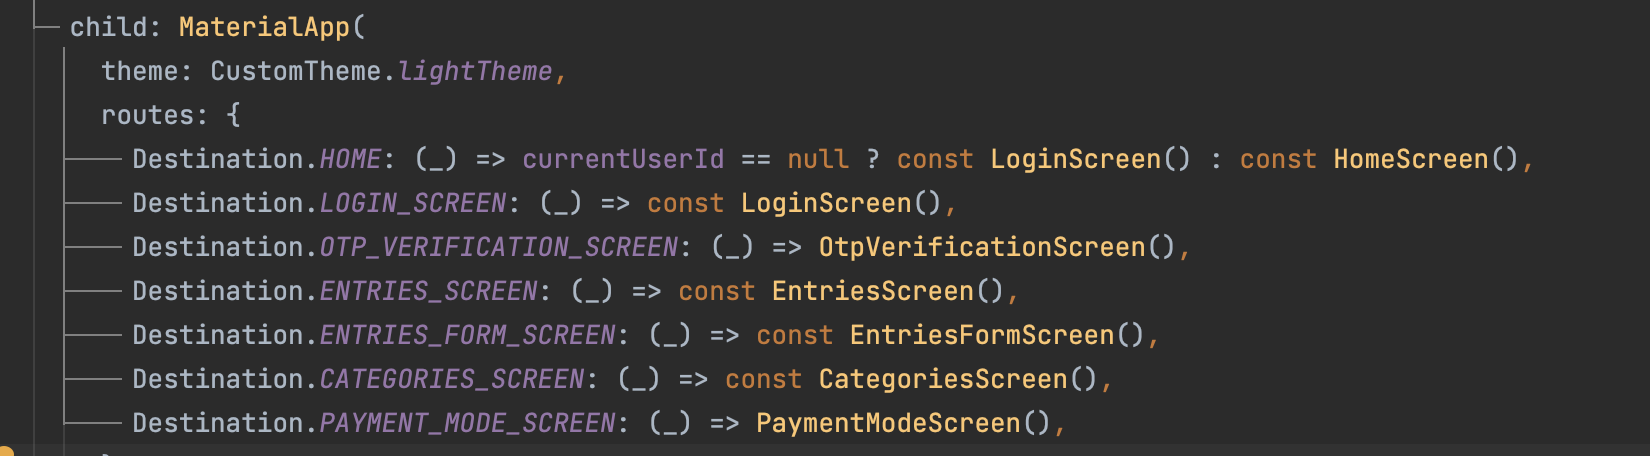 child: MaterialApp(
theme: CustomTheme.lightTheme,
routes: {
Destination.HOME: (_) => currentUserId == null ? const LoginScreen() : const HomeScreen(),
Destination.LOGIN_SCREEN: (_) => const LoginScreen(),
Destination.OTP_VERIFICATION_SCREEN: (_) => OtpVerificationScreen(),
Destination.ENTRIES_SCREEN: (_) => const EntriesScreen(),
Destination.ENTRIES_FORM_SCREEN: (_) => const EntriesFormScreen(),
Destination.CATEGORIES_SCREEN: (_) => const CategoriesScreen(),
Destination.PAYMENT_MODE_SCREEN: (_) => PaymentModeScreen(),